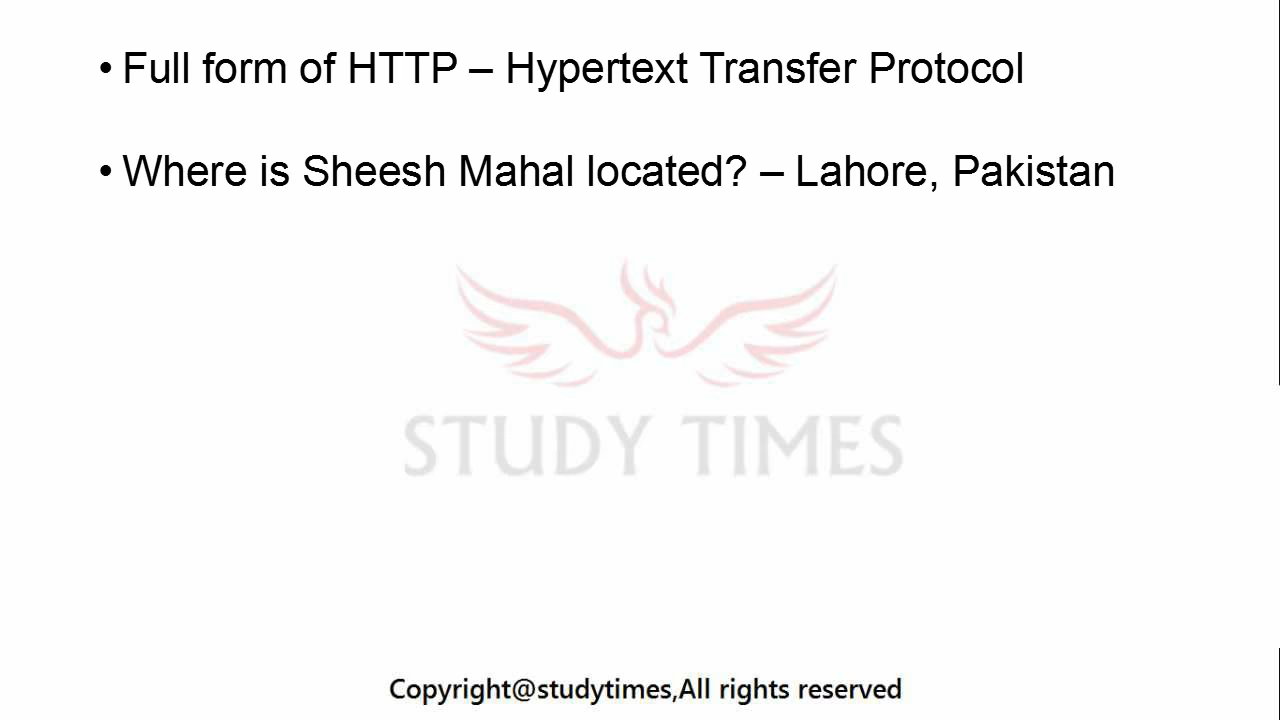 • Full form of HTTP – Hypertext Transfer Protocol
• Where is Sheesh Mahal located? – Lahore, Pakistan
STUDY TIMES
Copyright@studytimes,All rights reserved